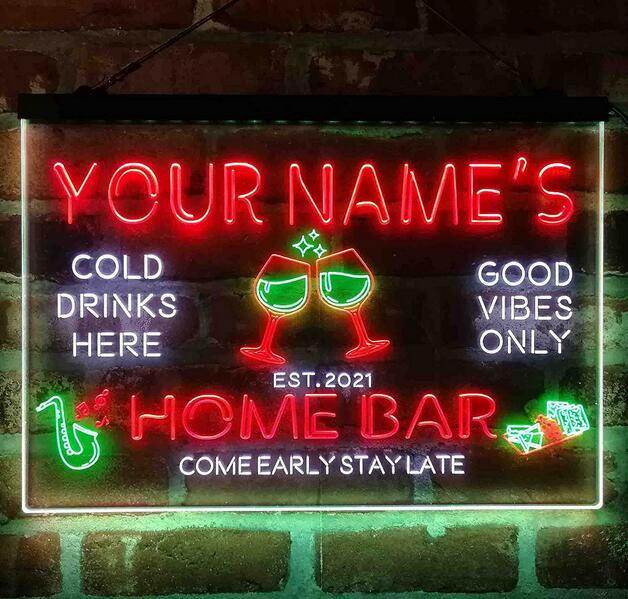 YOUR NAME'S
COLD
DRINKS
HERE
GOOD
VIBES
ONLY
EST. 2021
HOME BAR
COME EARLY STAY LATE